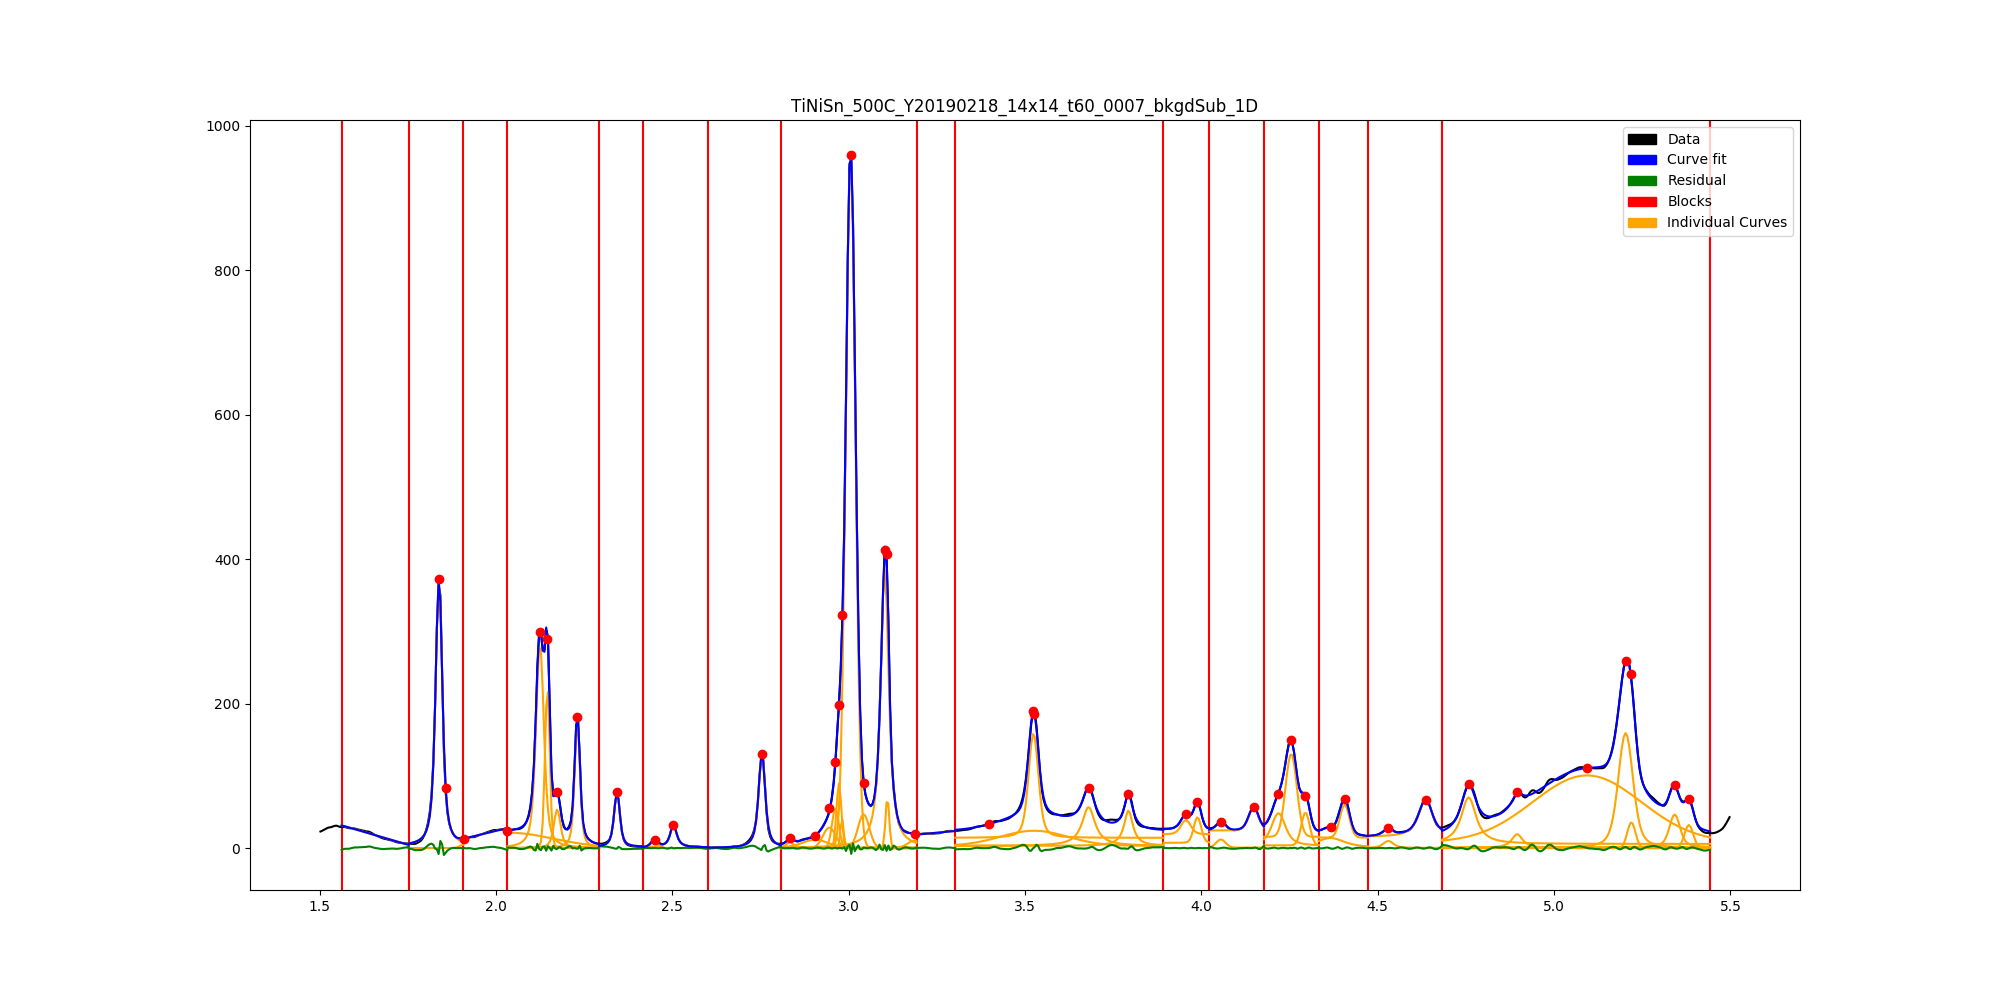 TiNiSn_500C_Y20190218_14x14_t60_0007_bkgdSub_1D
1000
800
600
400
200
0
Data
Curve fit
Residual
Blocks
Individual Curves
1.5 2.0 2.5 3.0 3.5 4.0 4.5 5.0 5.5